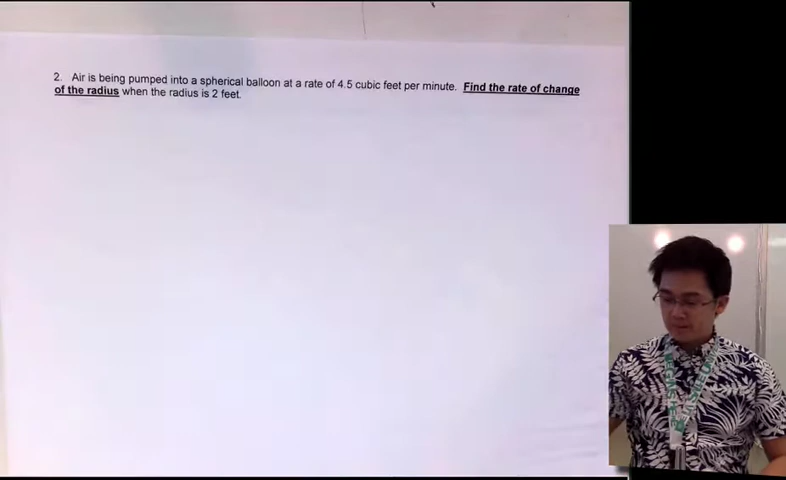 2. Air is being pumped into a spherical balloon at a rate of 4.5 cubic feet per minute. Find the rate of change
of the radius when the radius is 2 feet.